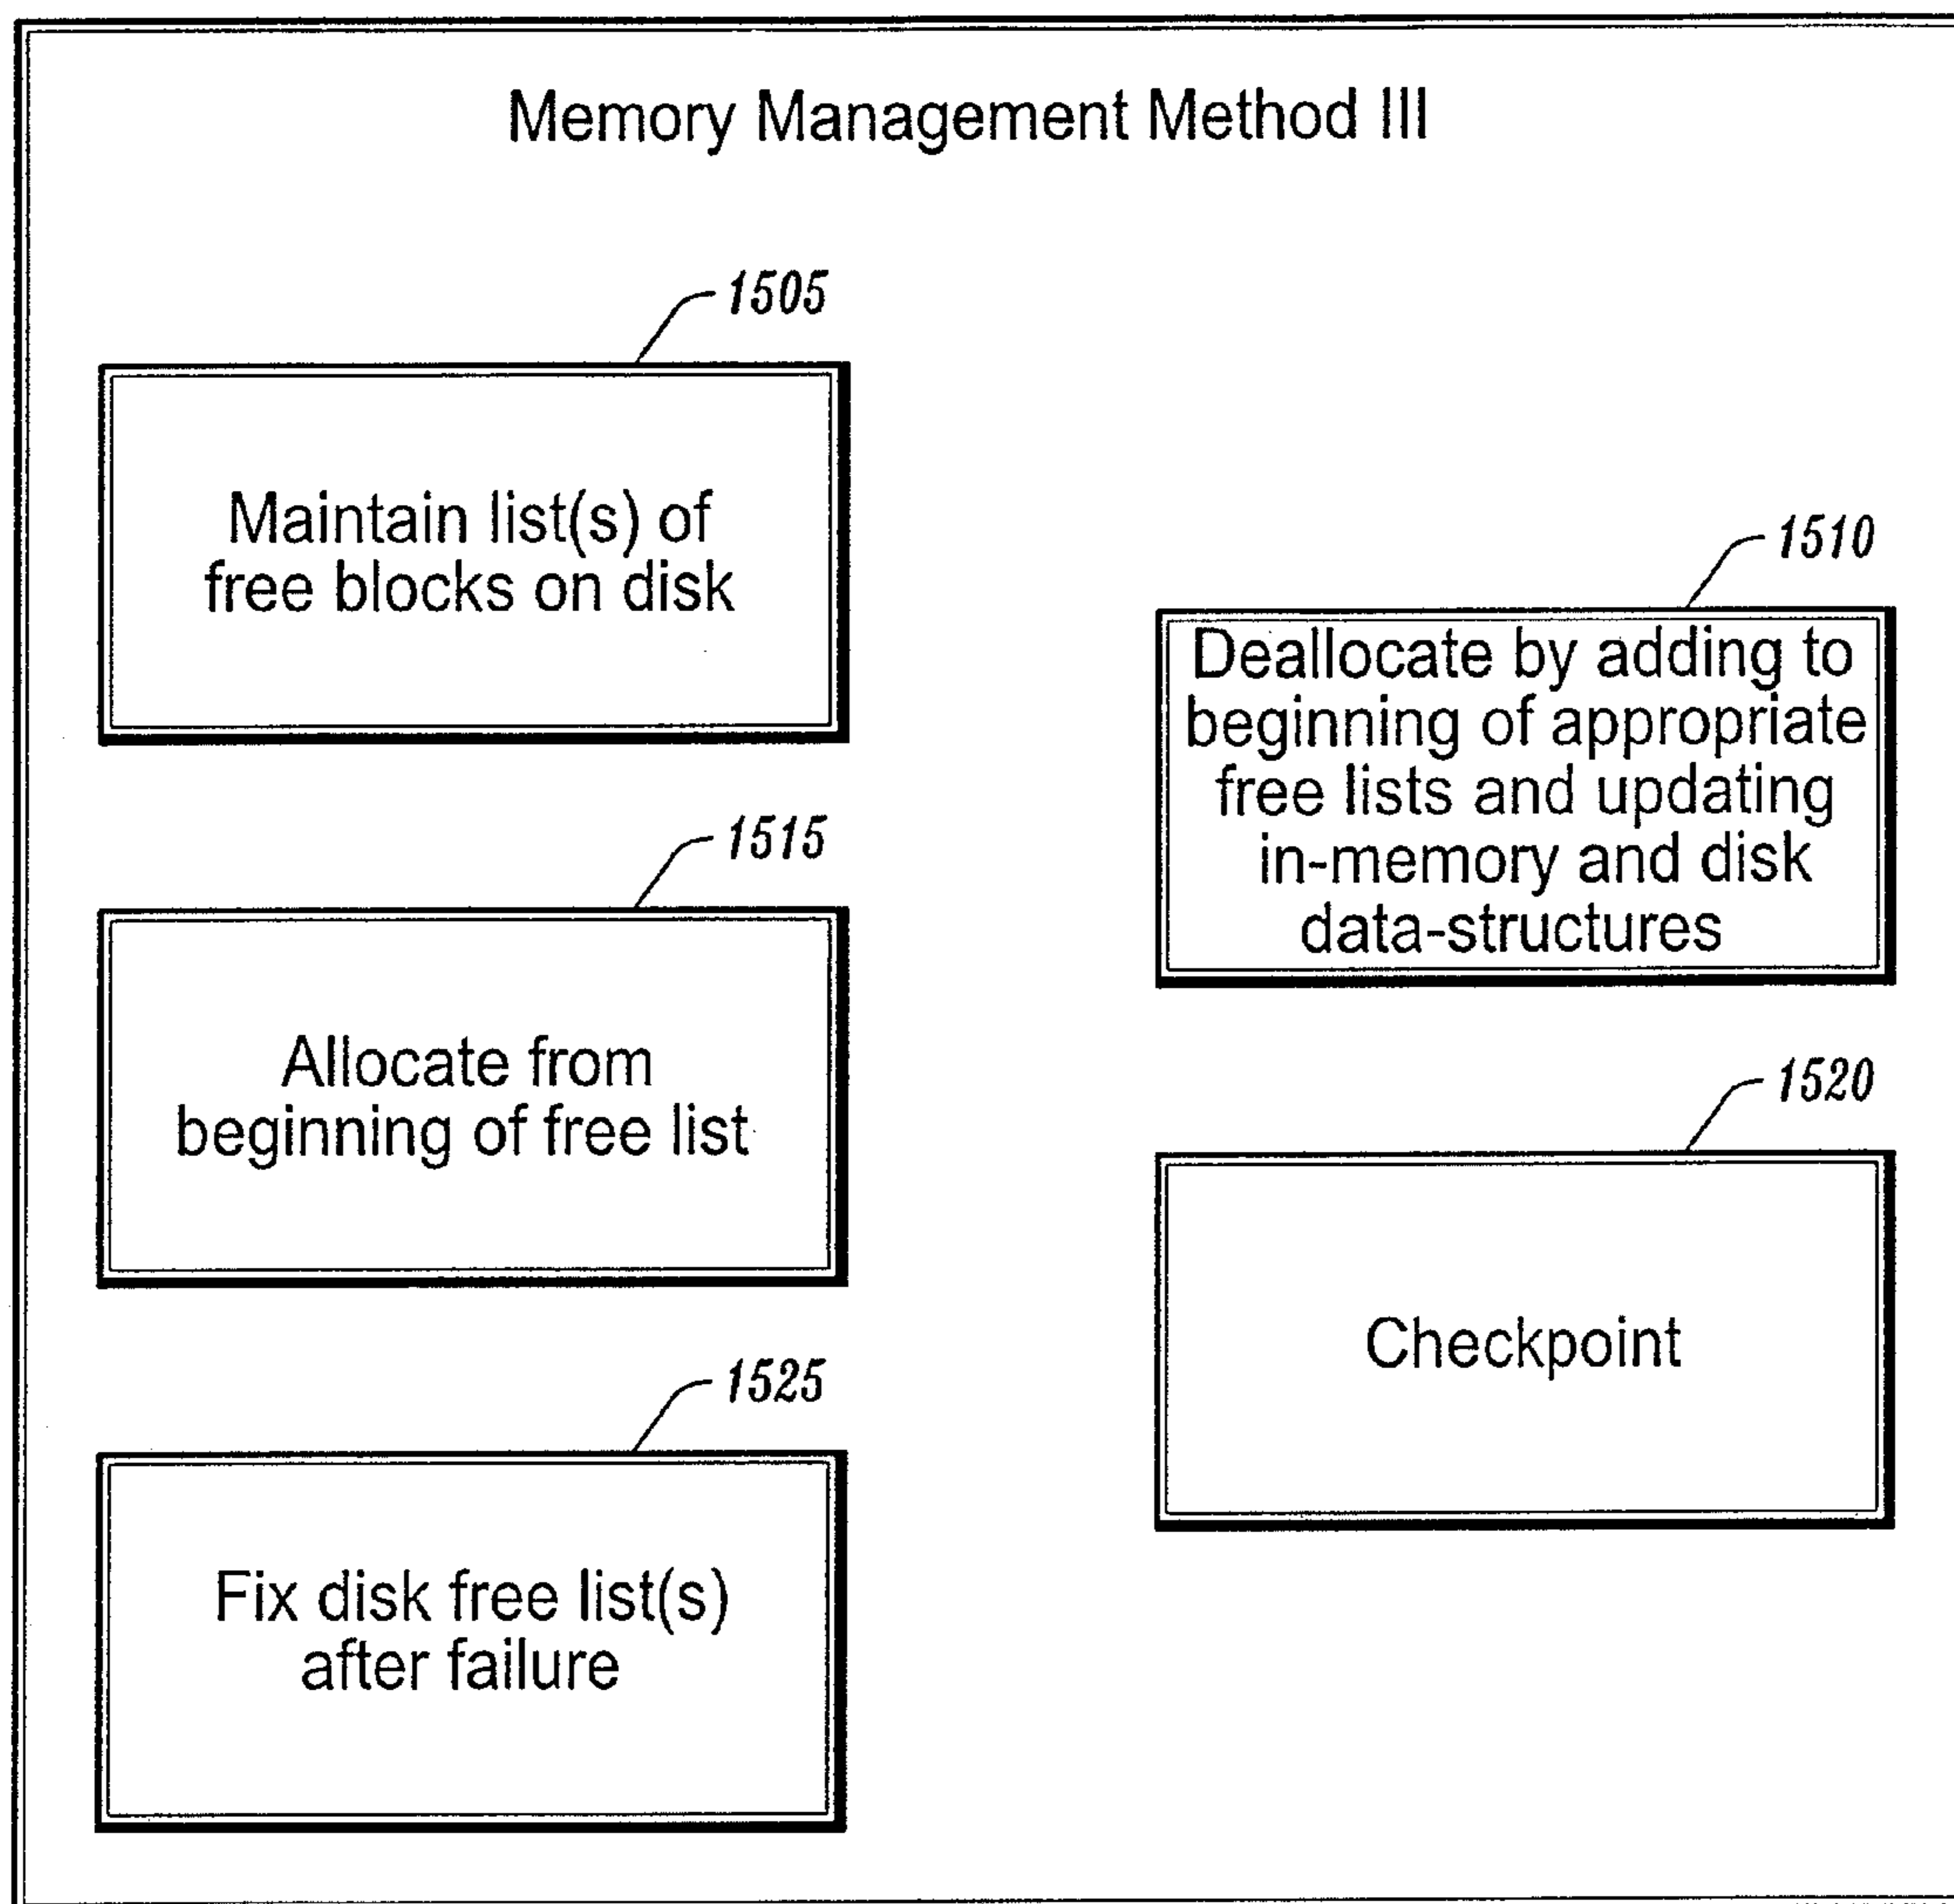 Memory Management Method III
1505
Maintain list(s) of
free blocks on disk
1510
Deallocate by adding to
beginning of appropriate
free lists and updating
in-memory and disk
data-structures
1515
Allocate from
beginning of free list
1520
Checkpoint
1525
Fix disk free list(s)
after failure